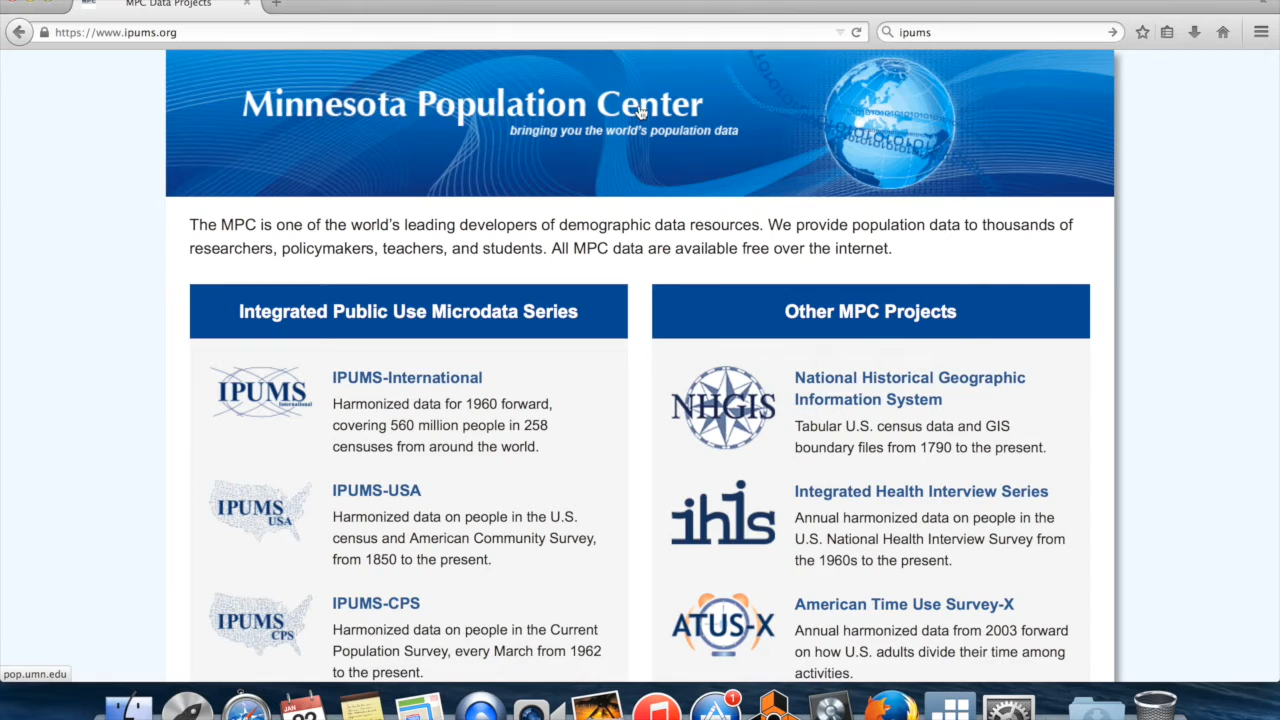 MPC Data Projects
https://www.ipums.org
ipums
Minnesota Population Center
bringing you the world's population data
The MPC is one of the world's leading developers of demographic data resources. We provide population data to thousands of
researchers, policymakers, teachers, and students. All MPC data are available free over the internet.
Integrated Public Use Microdata Series
IPUMS
International
IPUMS-International
Harmonized data for 1960 forward,
covering 560 million people in 258
censuses from around the world.
IPUMS
USA
IPUMS-USA
Harmonized data on people in the U.S.
census and American Community Survey,
from 1850 to the present.
IPUMS
CPS
IPUMS-CPS
Harmonized data on people in the Current
Population Survey, every March from 1962
to the present.
Other MPC Projects
NHGIS
National Historical Geographic
Information System
Tabular U.S. census data and GIS
boundary files from 1790 to the present.
ihis
Integrated Health Interview Series
Annual harmonized data on people in the
U.S. National Health Interview Survey from
the 1960s to the present.
ATUS-X
American Time Use Survey-X
Annual harmonized data from 2003 forward
on how U.S. adults divide their time among
activities.
pop.umn.edu
1